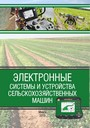 ЭЛЕКТРОННЫЕ
СИСТЕМЫ И УСТРОЙСТВА
СЕЛЬСКОХОЗЯЙСТВЕННЫХ
МАШИН